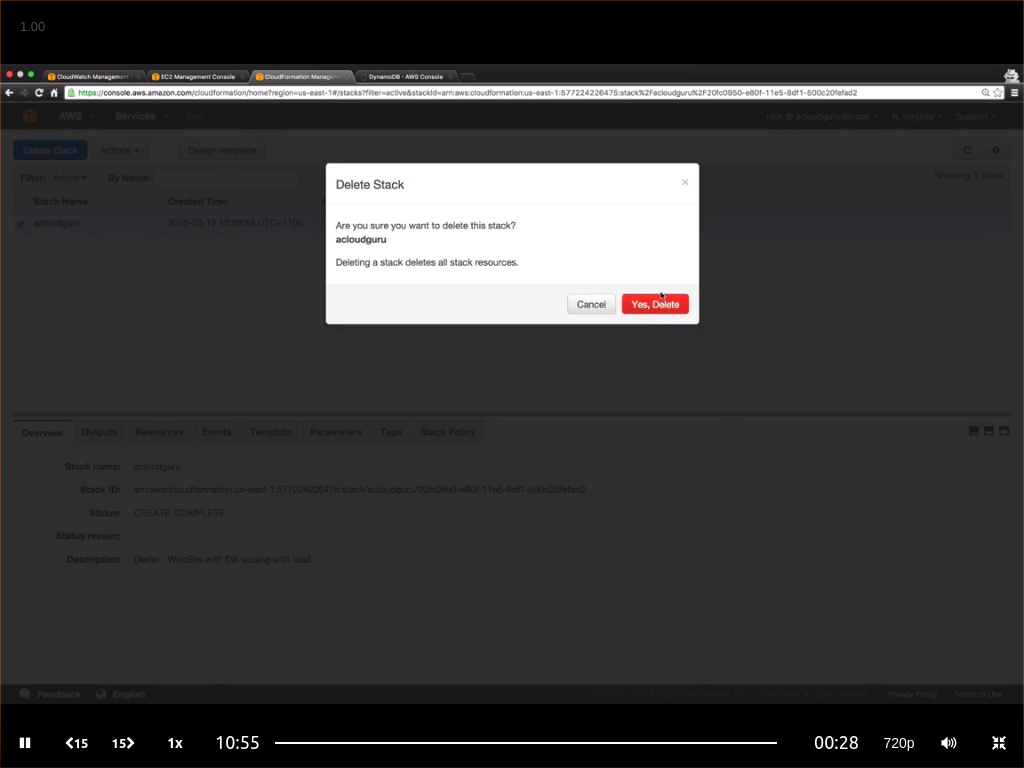 1.00
CloudWatch Management
EC2 Management Console
CloudFormation Manageme
DynamoDB - AWS Console
https://console.aws.amazon.com/cloudformation/home?region=us-east-1#/stacks?filter=active&stackId=arn:aws:cloudformation:us-east-1:577224226475:stack%2Facloudguru%2F20fc0950-e80f-11e5-8df1-500c20fefad2
AWS Services Edit nick @ acloudgurudevops N. Virginia Support
Create Stack Actions Design template
Filter: Active By Name: Showing 1 stack
Stack Name Created Time
acloudguru 2016-03-12 15:58:58 UTC+1100
Delete Stack
Are you sure you want to delete this stack?
acloudguru
Deleting a stack deletes all stack resources.
Cancel Yes, Delete
Overview Outputs Resources Events Template Parameters Tags Stack Policy
Stack name: acloudguru
Stack ID: arn:aws:cloudformation:us-east-1:577224226475:stack/acloudguru/20fc0950-e80f-11e5-8df1-500c20fefad2
Status: CREATE_COMPLETE
Status reason:
Description: Demo - WebSite with DB scaling with load
Feedback English Privacy Policy Terms of Use
15 15 1x 10:55 00:28 720p